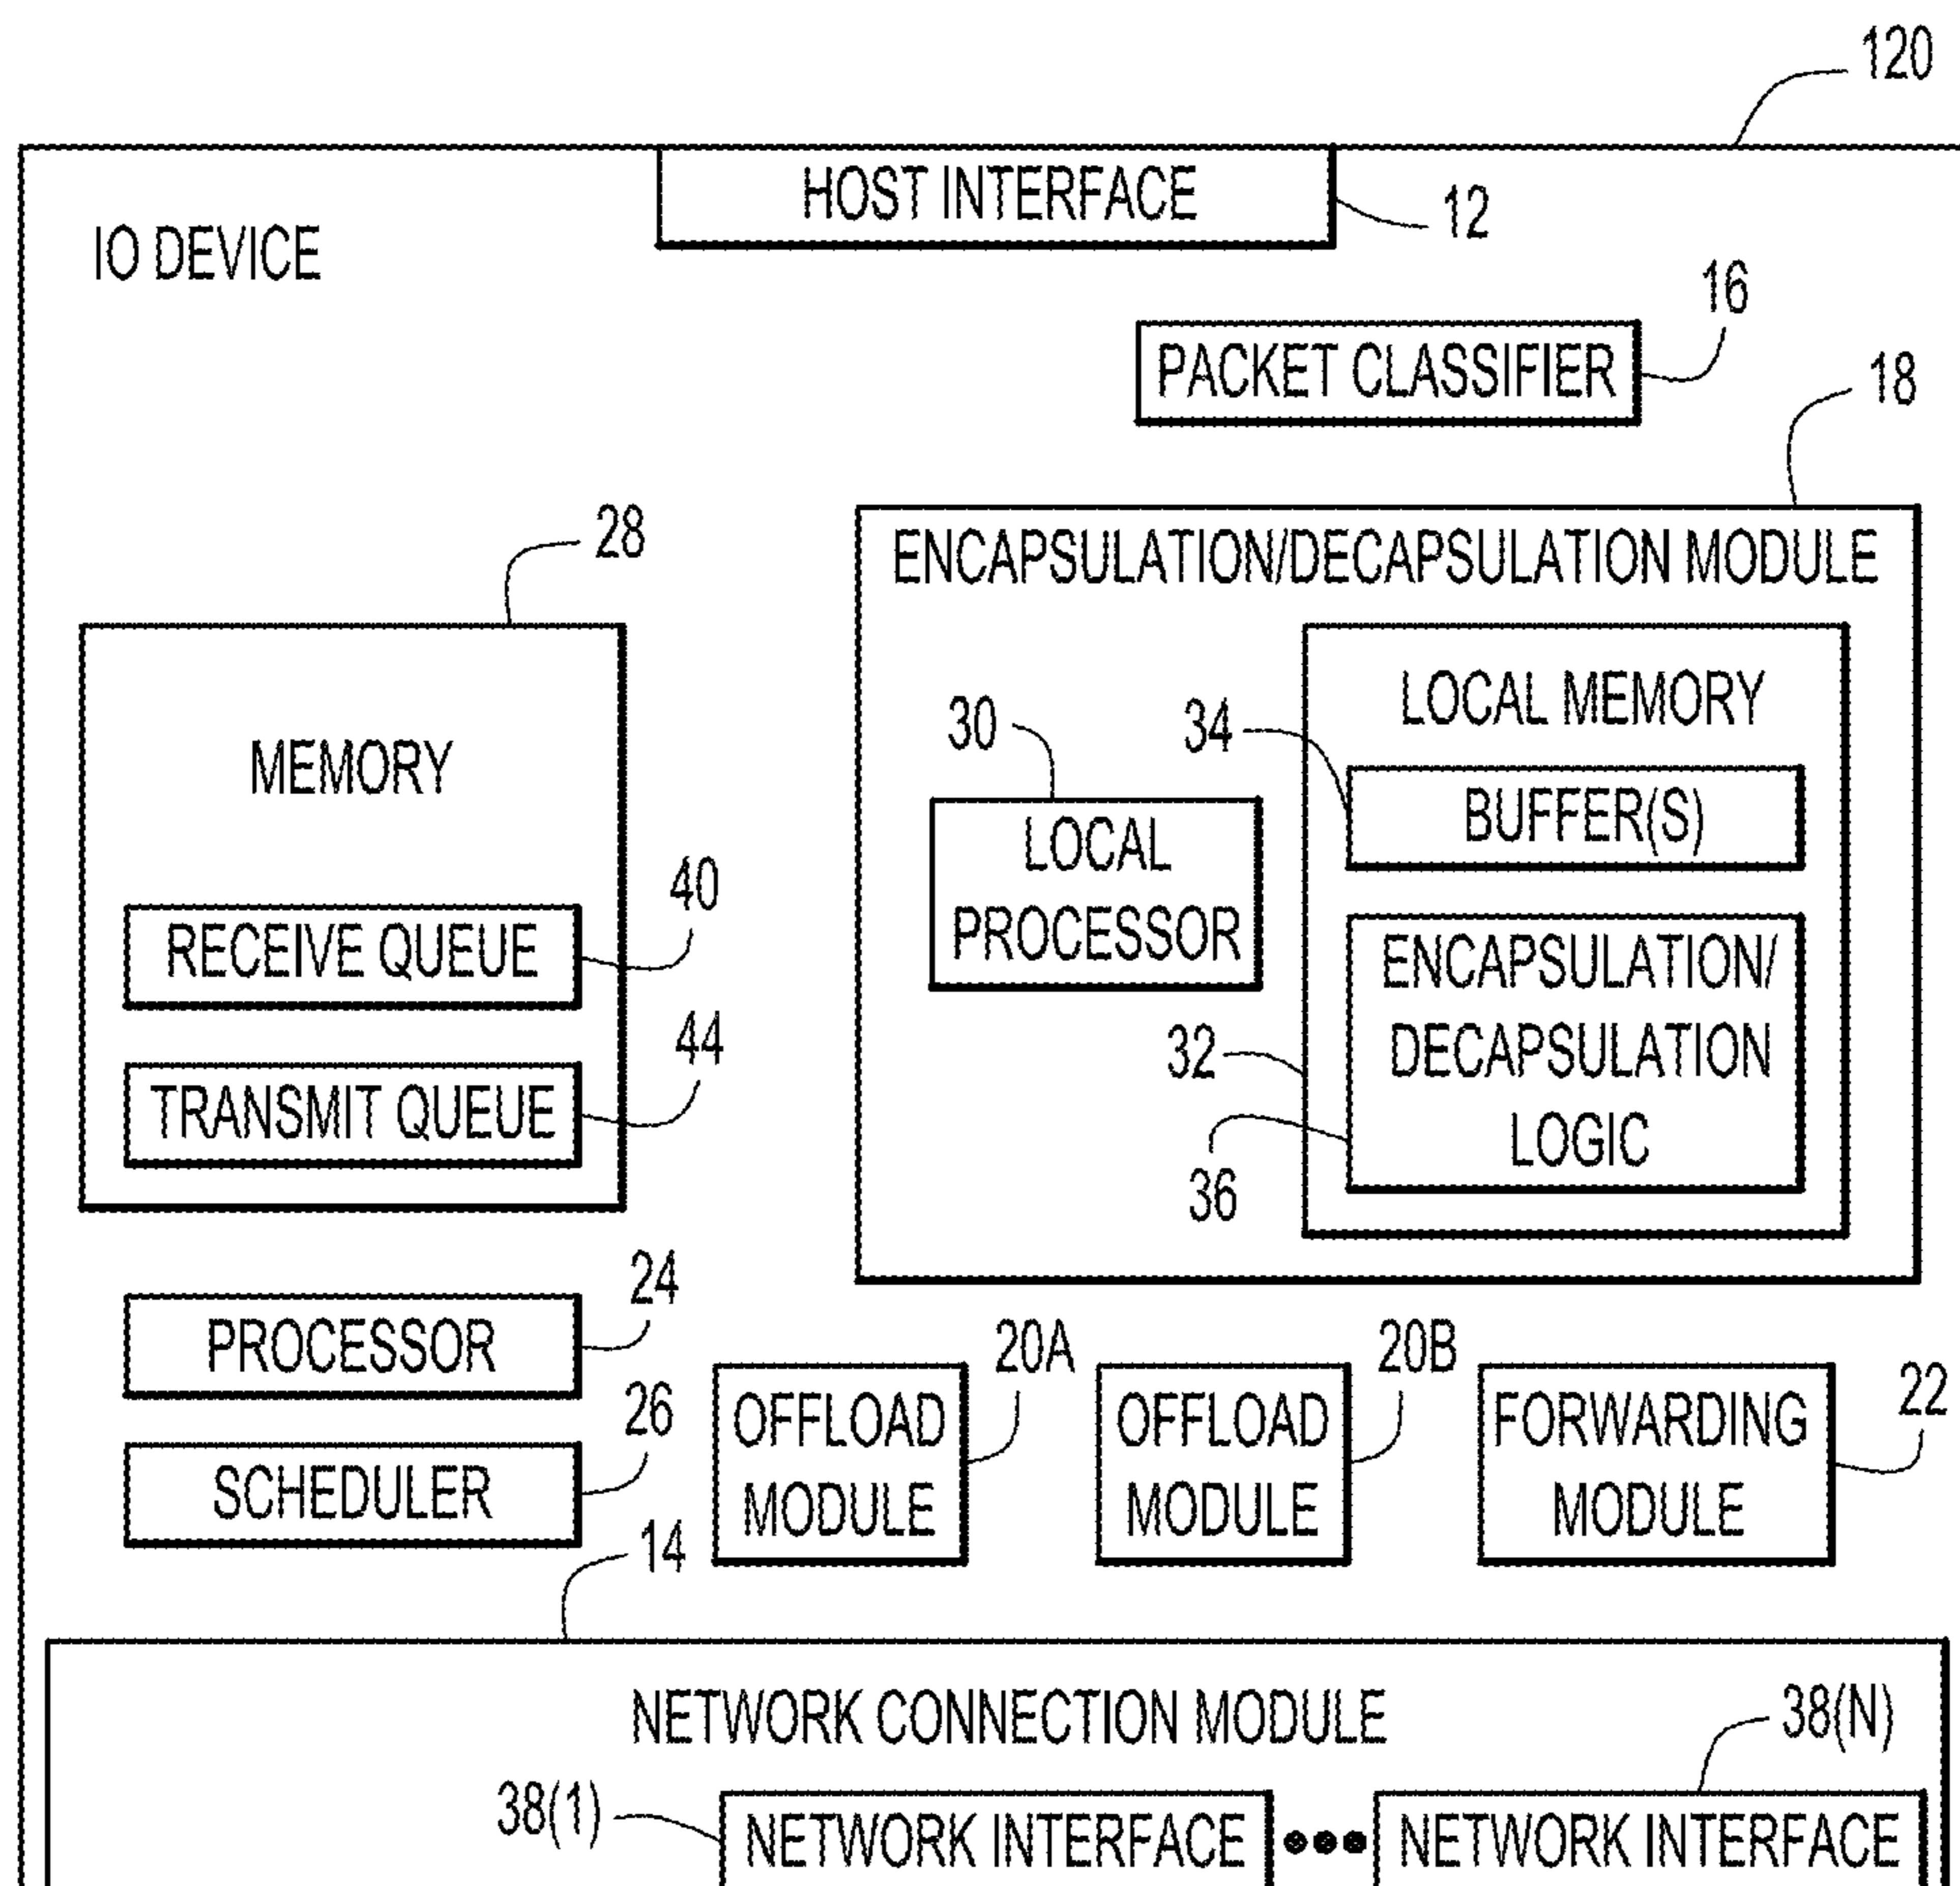 120
HOST INTERFACE
12
IO DEVICE
16
PACKET CLASSIFIER
18
28
ENCAPSULATION/DECAPSULATION MODULE
MEMORY
LOCAL MEMORY
30
34
BUFFER(S)
LOCAL
PROCESSOR
40
RECEIVE QUEUE
ENCAPSULATION/
DECAPSULATION
LOGIC
44
32
TRANSMIT QUEUE
36
24
PROCESSOR
20A
20B
22
OFFLOAD
MODULE
OFFLOAD
MODULE
FORWARDING
MODULE
26
SCHEDULER
14
NETWORK CONNECTION MODULE
38(N)
38(1)
NETWORK INTERFACE
NETWORK INTERFACE